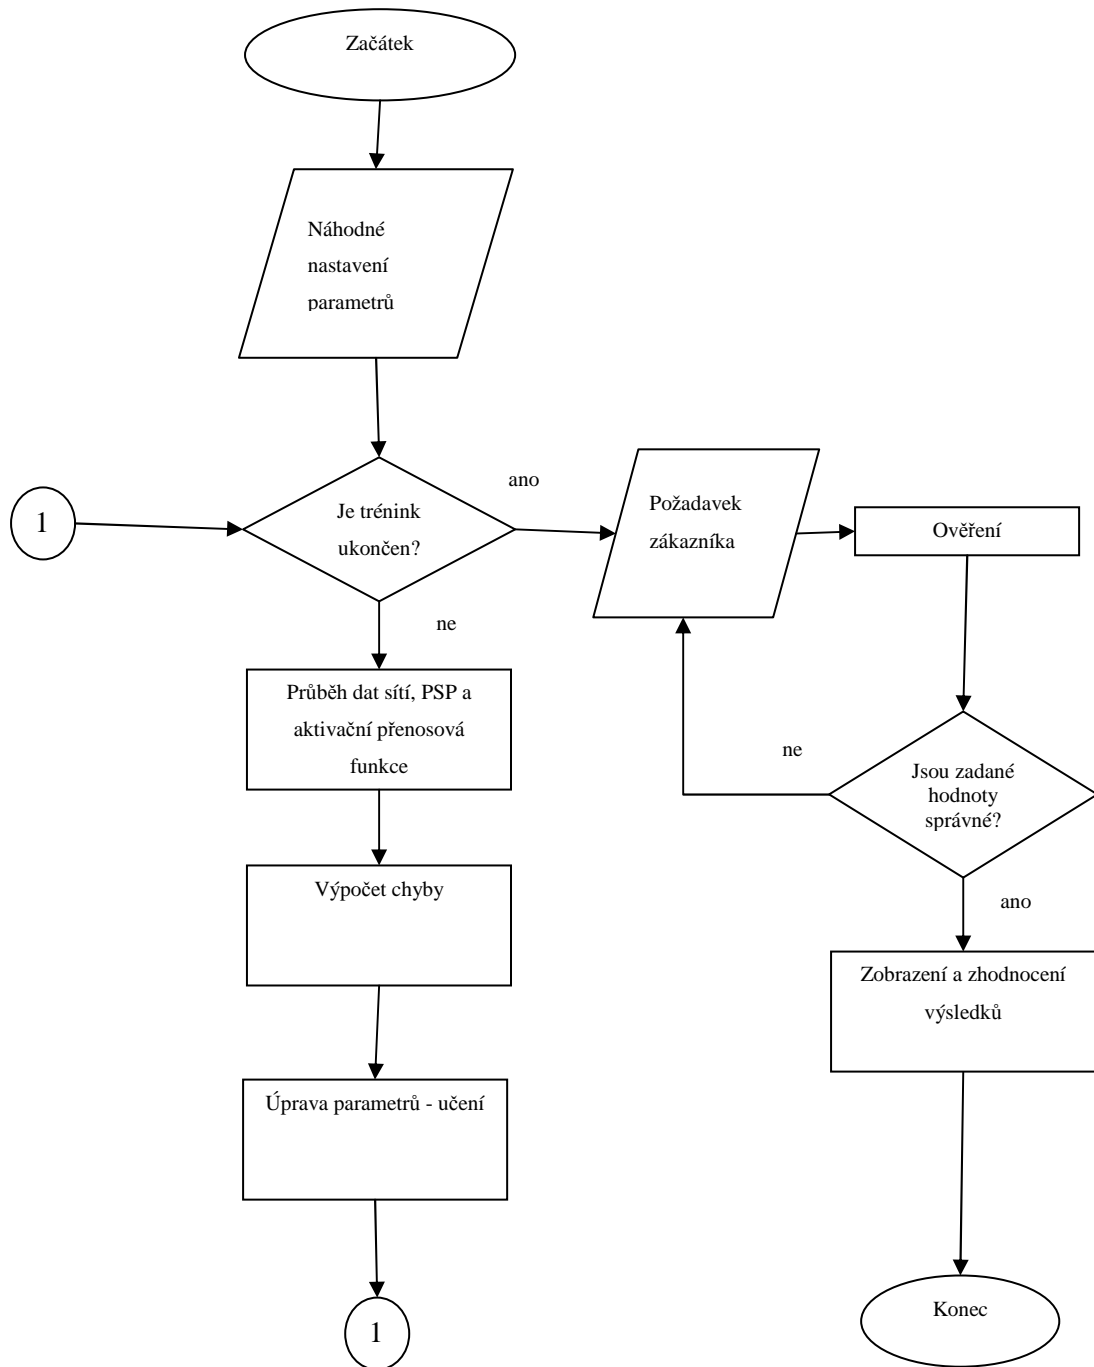 Začátek
Náhodné
nastavení
parametrů
1
Je trénink
ukončen?
ano
Požadavek
zákazníka
Ověření
ne
Průběh dat sítí, PSP a
aktivační přenosová
funkce
ne
Jsou zadané
hodnoty
správné?
Výpočet chyby
ano
Zobrazení a zhodnocení
výsledků
Úprava parametrů - učení
1
Konec